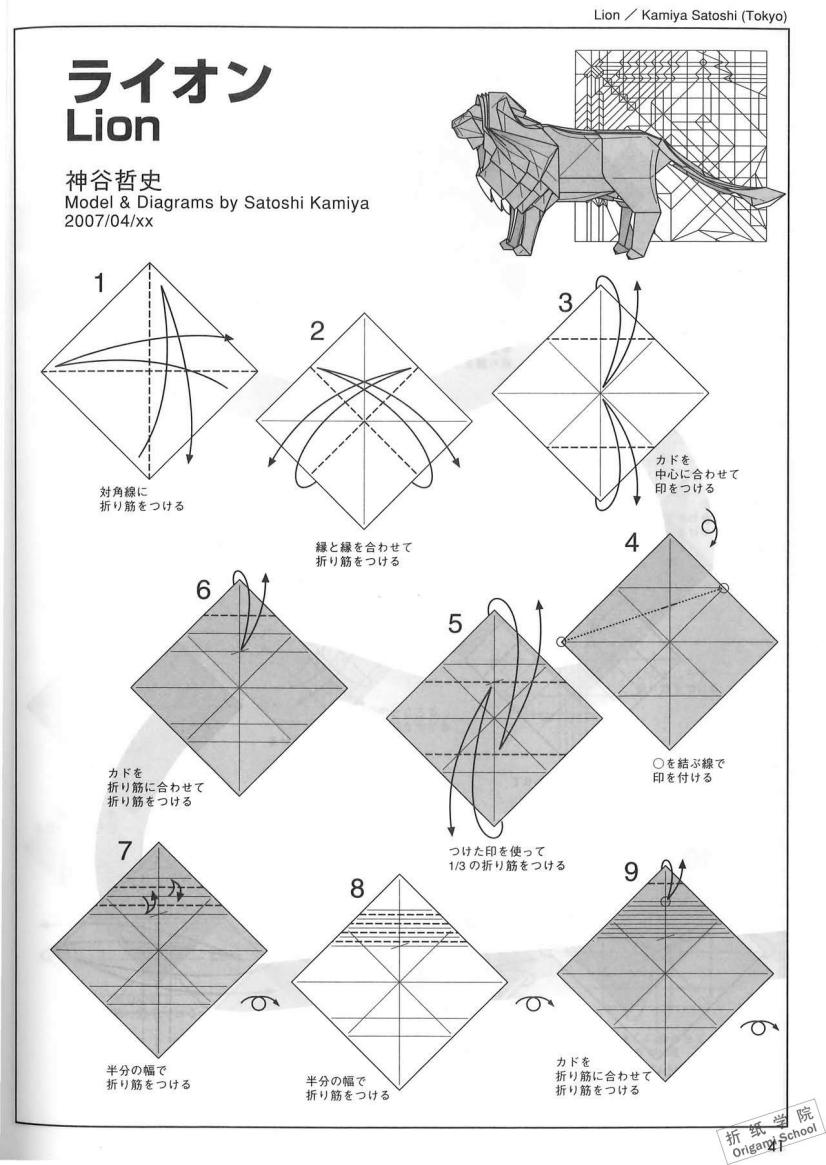 Lion ／ Kamiya Satoshi (Tokyo)
ライオン
Lion
神谷哲史
Model & Diagrams by Satoshi Kamiya
2007/04/xx
1
対角線に
折り筋をつける
2
縁と縁を合わせて
折り筋をつける
3
カドを
中心に合わせて
印をつける
4
○を結ぶ線で
印を付ける
5
つけた印を使って
1/3の折り筋をつける
6
カドを
折り筋に合わせて
折り筋をつける
7
半分の幅で
折り筋をつける
8
半分の幅で
折り筋をつける
9
カドを
折り筋に合わせて
折り筋をつける
折纸学院
Origami School
41